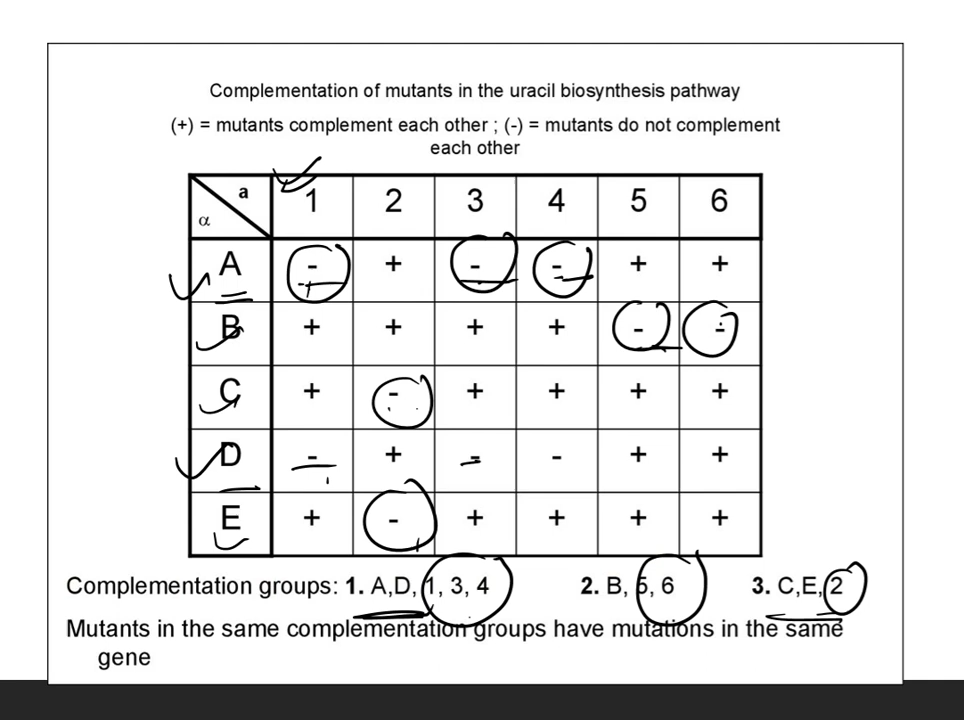 Complementation of mutants in the uracil biosynthesis pathway
(+) = mutants complement each other ; (-) = mutants do not complement
each other
a
α 1 2 3 4 5 6
A - + - - + +
B + + + + - -
C + - + + + +
D - + - - + +
E + - + + + +
Complementation groups: 1. A,D, 1, 3, 4 2. B, 5, 6 3. C,E, 2
Mutants in the same complementation groups have mutations in the same
gene